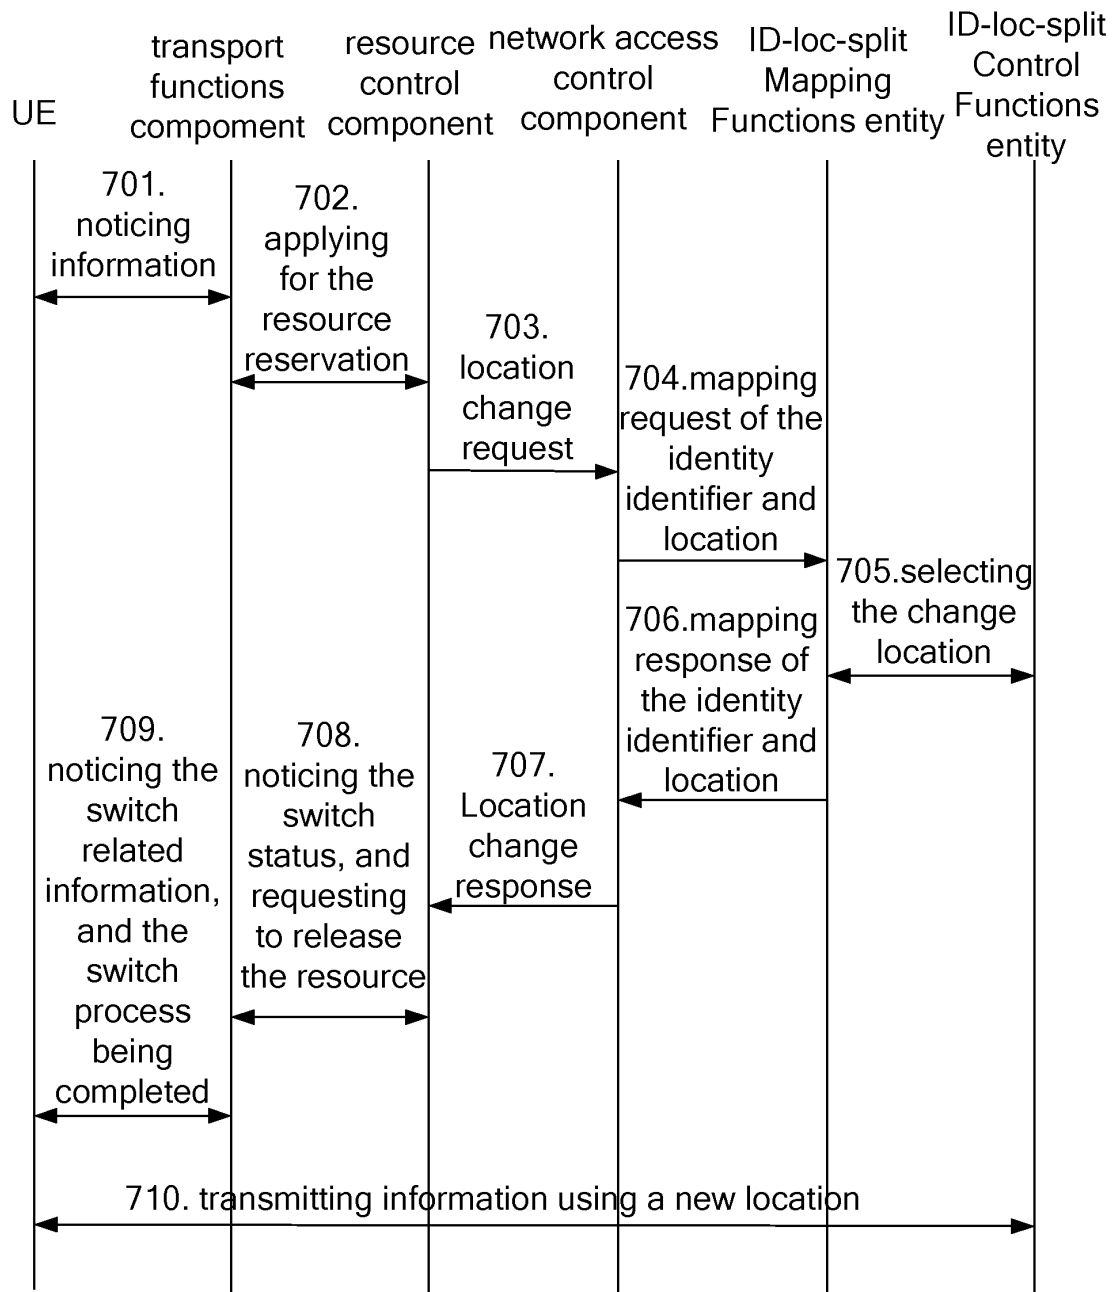 UE
transport
functions
compoment
resource
control
component
network access
control
component
ID-loc-split
Mapping
Functions entity
ID-loc-split
Control
Functions
entity
701.
noticing
information
702.
applying
for the
resource
reservation
703.
location
change
request
704.mapping
request of the
identity
identifier and
location
705.selecting
the change
location
706.mapping
response of
the identity
identifier and
location
707.
Location
change
response
708.
noticing the
switch
status, and
requesting
to release
the resource
709.
noticing the
switch
related
information,
and the
switch
process
being
completed
710. transmitting information using a new location